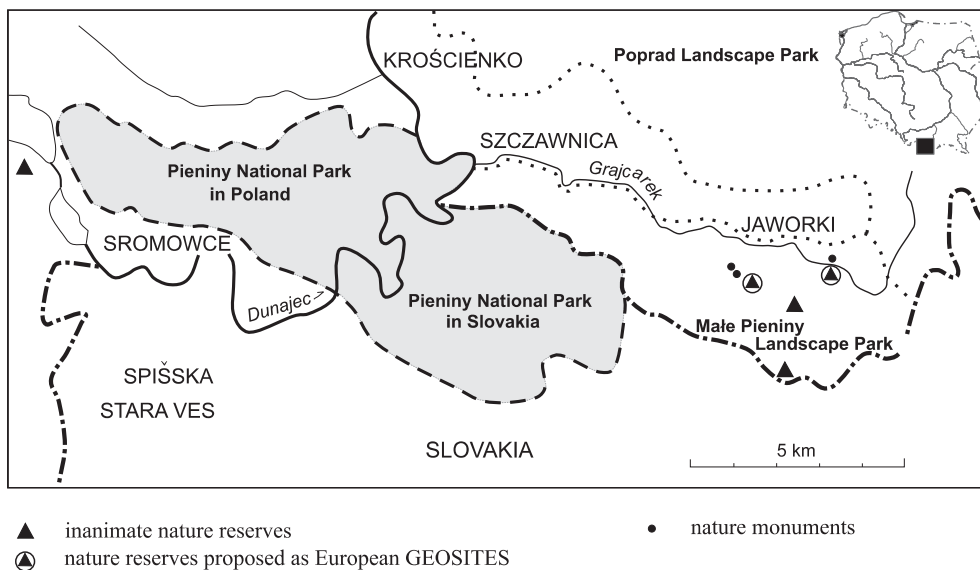 KROŚCIENKO
Poprad Landscape Park
SZCZAWNICA
Grajcarek
Pieniny National Park
in Poland
JAWORKI
SROMOWCE
Dunajec
Pieniny National Park
in Slovakia
Małe Pieniny
Landscape Park
SPIŠSKA
STARA VES
SLOVAKIA
5 km
inanimate nature reserves
nature monuments
nature reserves proposed as European GEOSITES